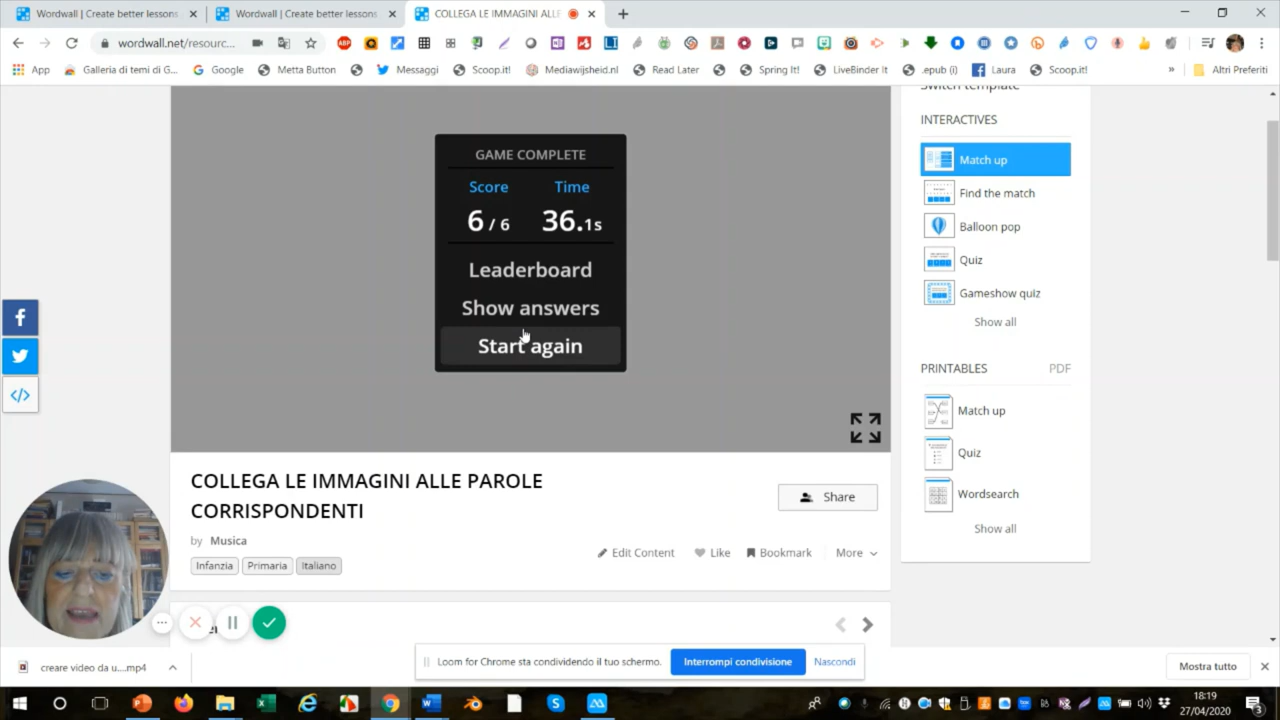 Wordwall | Create better lessons
Wordwall | Create better lessons
COLLEGA LE IMMAGINI ALLE
wordwall.net/resourc...
App
Galleria di temi di G...
Google
Metta Button
Messaggi
Scoop.it!
Mediawijsheid.nl
Read Later
Spring It!
LiveBinder It
.epub (i)
Laura
Scoop.it!
»
Altri Preferiti
Switch template
INTERACTIVES
Match up
Find the match
Balloon pop
Quiz
Gameshow quiz
Show all
PRINTABLES PDF
Match up
Quiz
Wordsearch
Show all
GAME COMPLETE
Score Time
6 / 6 36.1s
Leaderboard
Show answers
Start again
COLLEGA LE IMMAGINI ALLE PAROLE
CORRISPONDENTI
Share
by Musica
Edit Content Like Bookmark More
Infanzia Primaria Italiano
Loom for Chrome sta condividendo il tuo schermo. Interrompi condivisione Nascondi
creare video da u....mp4
Mostra tutto
18:19
27/04/2020